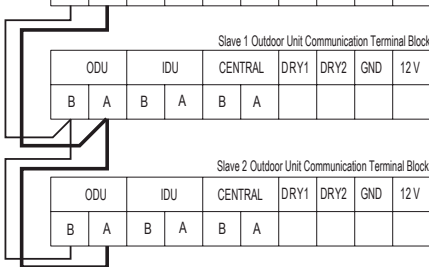 Slave 1 Outdoor Unit Communication Terminal Block
ODU IDU CENTRAL DRY1 DRY2 GND 12 V
B A B A B A
Slave 2 Outdoor Unit Communication Terminal Block
ODU IDU CENTRAL DRY1 DRY2 GND 12 V
B A B A B A